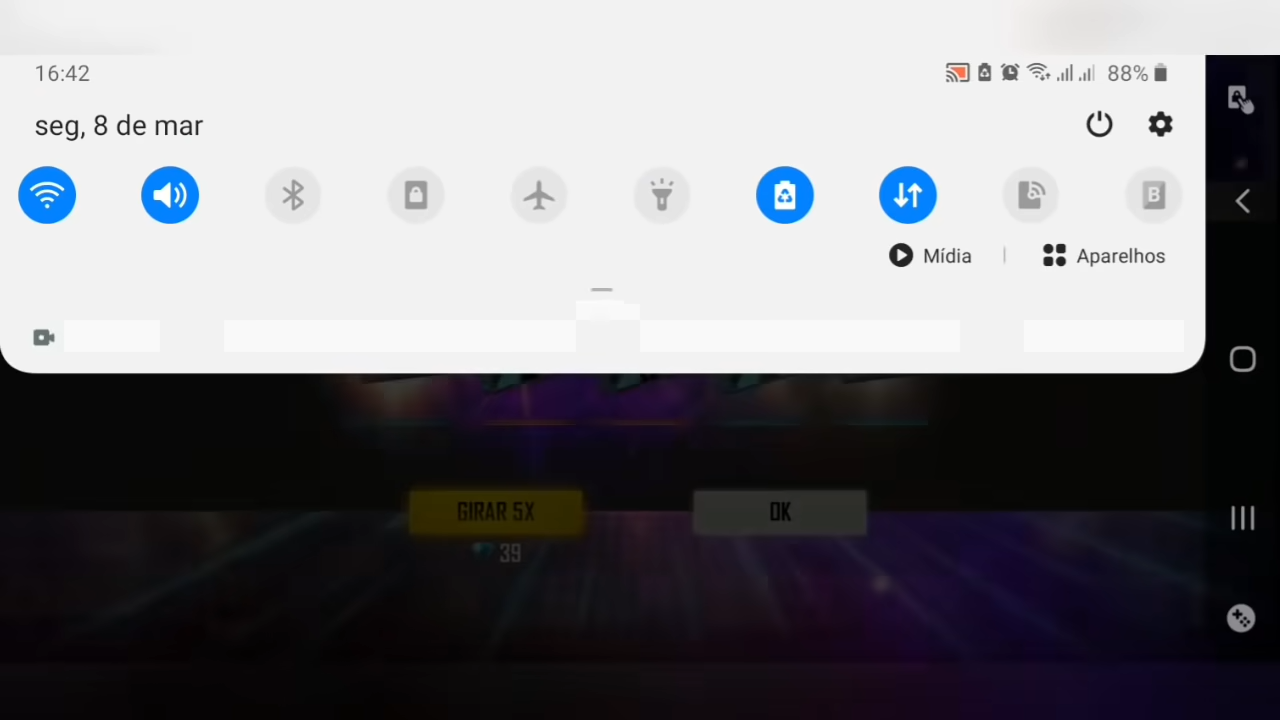 16:42
88%
seg, 8 de mar
B
Mídia
Aparelhos
GIRAR 5X
OK
39